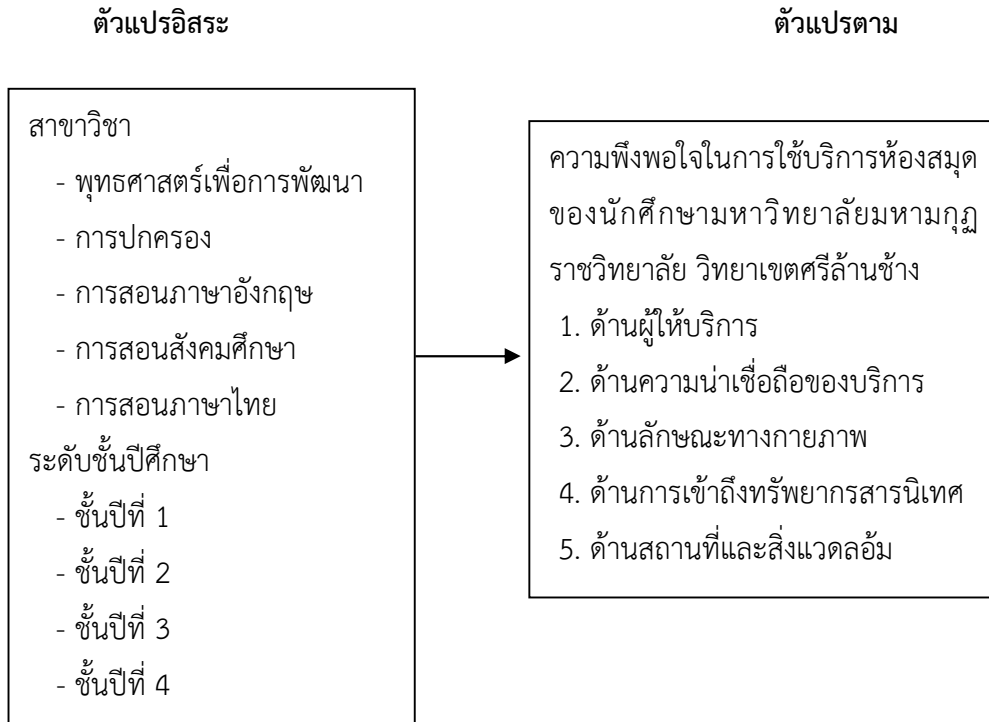 ตัวแปรอิสระ
ตัวแปรตาม
สาขาวิชา
- พุทธศาสตร์เพื่อการพัฒนา
- การปกครอง
- การสอนภาษาอังกฤษ
- การสอนสังคมศึกษา
- การสอนภาษาไทย
ระดับชั้นปีศึกษา
- ชั้นปีที่ 1
- ชั้นปีที่ 2
- ชั้นปีที่ 3
- ชั้นปีที่ 4
ความพึงพอใจในการใช้บริการห้องสมุด
ของนักศึกษามหาวิทยาลัยมหามกุฏ
ราชวิทยาลัย วิทยาเขตศรีล้านช้าง
1. ด้านผู้ให้บริการ
2. ด้านความน่าเชื่อถือของบริการ
3. ด้านลักษณะทางกายภาพ
4. ด้านการเข้าถึงทรัพยากรสารนิเทศ
5. ด้านสถานที่และสิ่งแวดลอ้ม